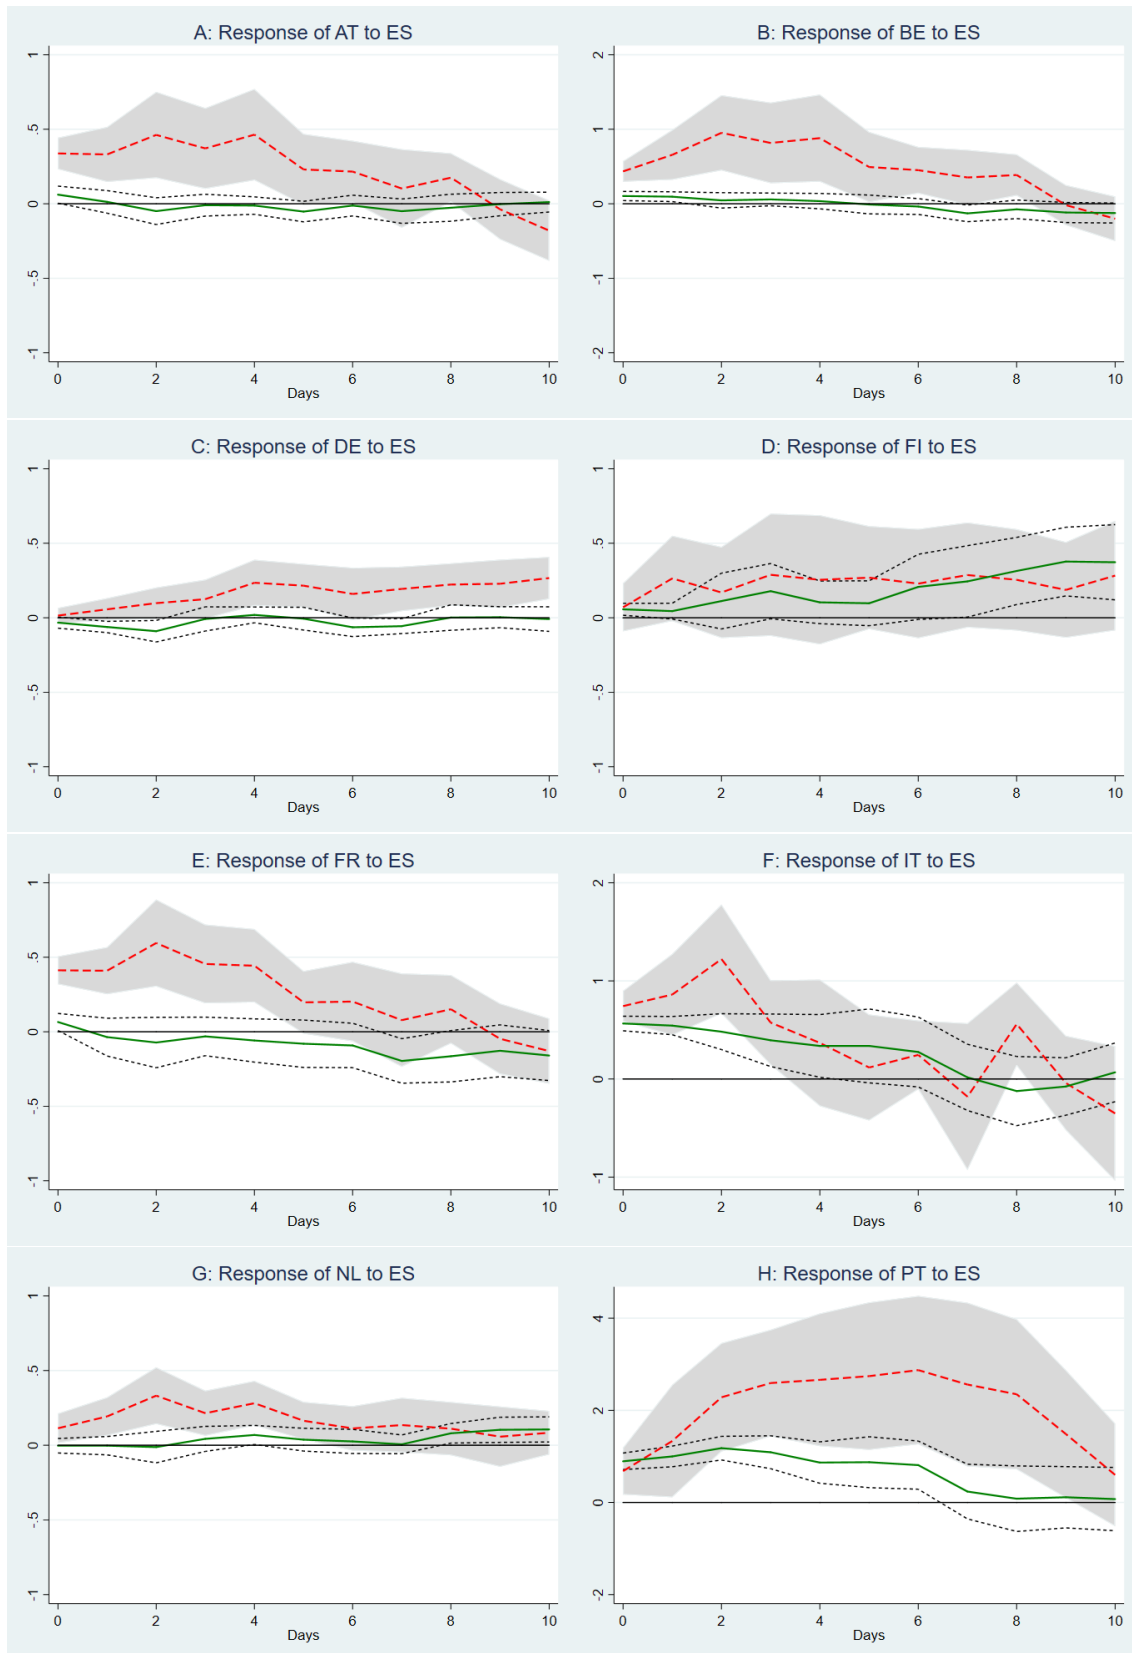 A: Response of AT to ES
1
.5
0
-.5
-1
0 2 4 6 8 10
Days
B: Response of BE to ES
2
1
0
-1
-2
0 2 4 6 8 10
Days
C: Response of DE to ES
1
.5
0
-.5
-1
0 2 4 6 8 10
Days
D: Response of FI to ES
1
.5
0
-.5
-1
0 2 4 6 8 10
Days
E: Response of FR to ES
1
.5
0
-.5
-1
0 2 4 6 8 10
Days
F: Response of IT to ES
2
1
0
-1
0 2 4 6 8 10
Days
G: Response of NL to ES
1
.5
0
-.5
-1
0 2 4 6 8 10
Days
H: Response of PT to ES
4
2
0
-2
0 2 4 6 8 10
Days